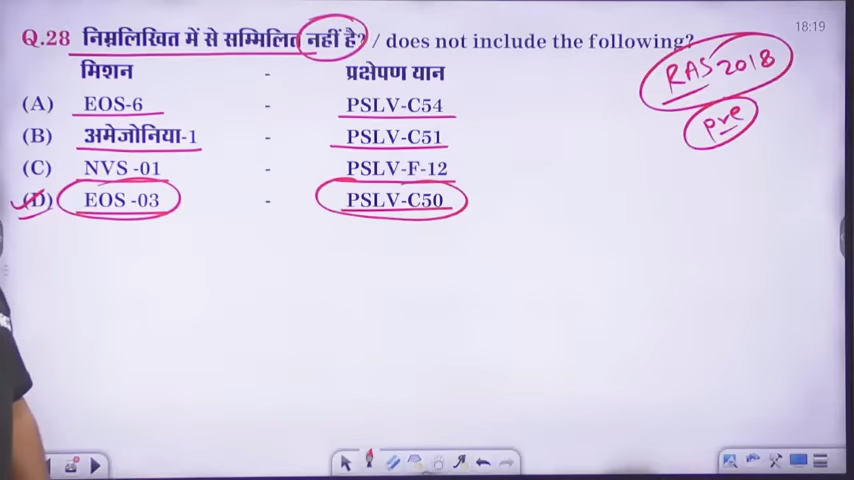 Q.28 निम्नलिखित में से सम्मिलित नहीं है? / does not include the following?
18:19
RAS 2018
pre
मिशन - प्रक्षेपण यान
(A) EOS-6 - PSLV-C54
(B) अमेजोनिया-1 - PSLV-C51
(C) NVS -01 - PSLV-F-12
(D) EOS -03 - PSLV-C50